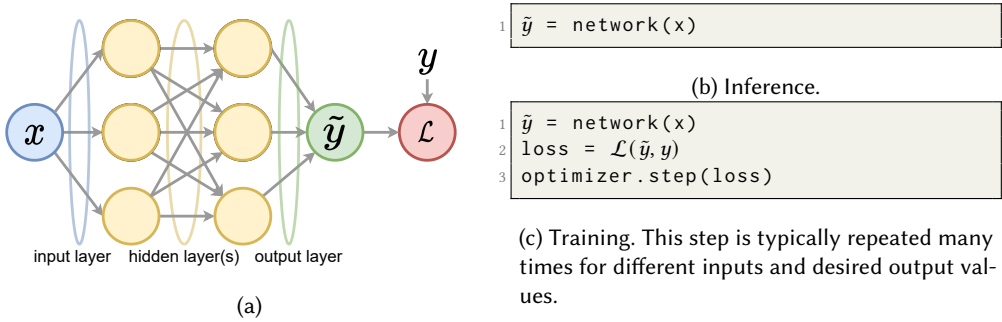 x
ỹ
y
ℒ
input layer hidden layer(s) output layer
(a)
1 ỹ = network(x)
(b) Inference.
1 ỹ = network(x)
2 loss = ℒ(ỹ, y)
3 optimizer.step(loss)
(c) Training. This step is typically repeated many
times for different inputs and desired output val-
ues.